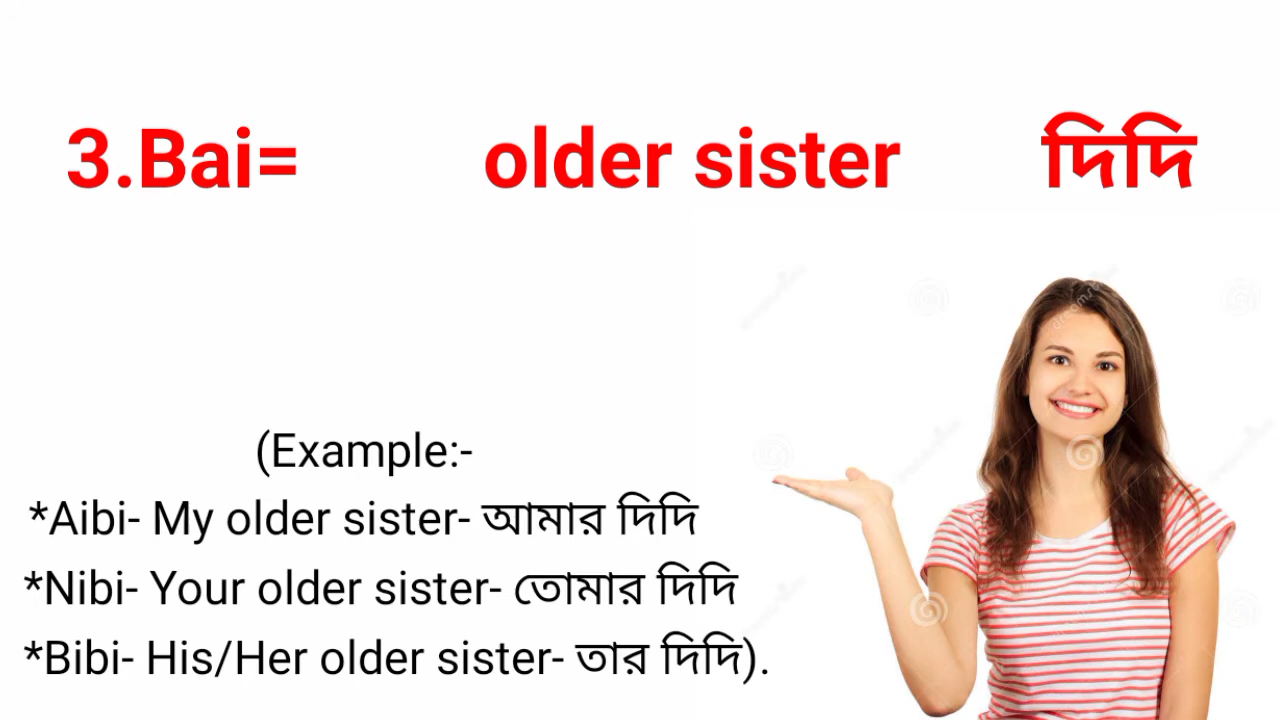 3.Bai= older sister দিদি
(Example:-
*Aibi- My older sister- আমার দিদি
*Nibi- Your older sister- তোমার দিদি
*Bibi- His/Her older sister- তার দিদি).